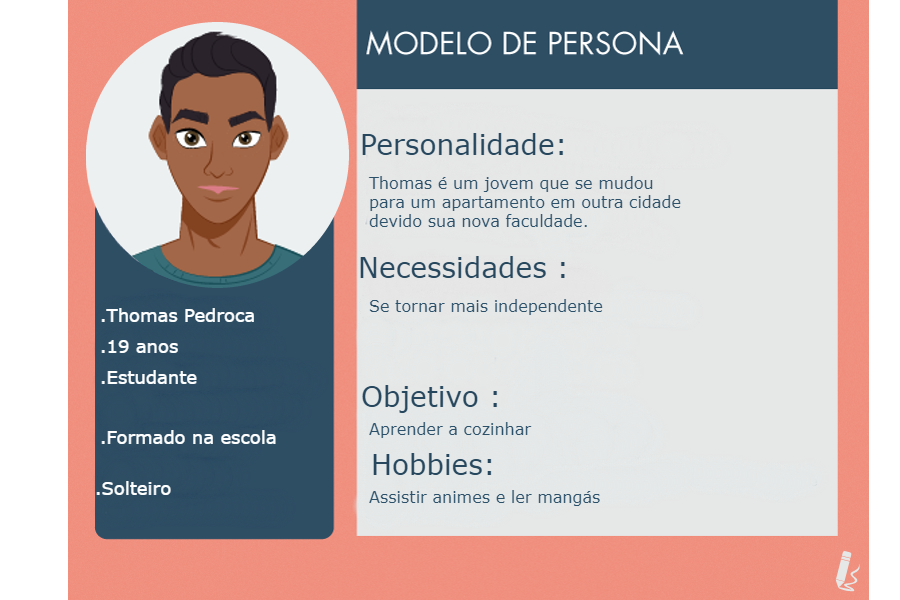 MODELO DE PERSONA
Personalidade:
Thomas é um jovem que se mudou
para um apartamento em outra cidade
devido sua nova faculdade.
Necessidades :
Se tornar mais independente
Objetivo :
Aprender a cozinhar
Hobbies:
Assistir animes e ler mangás
.Thomas Pedroca
.19 anos
.Estudante
.Formado na escola
.Solteiro